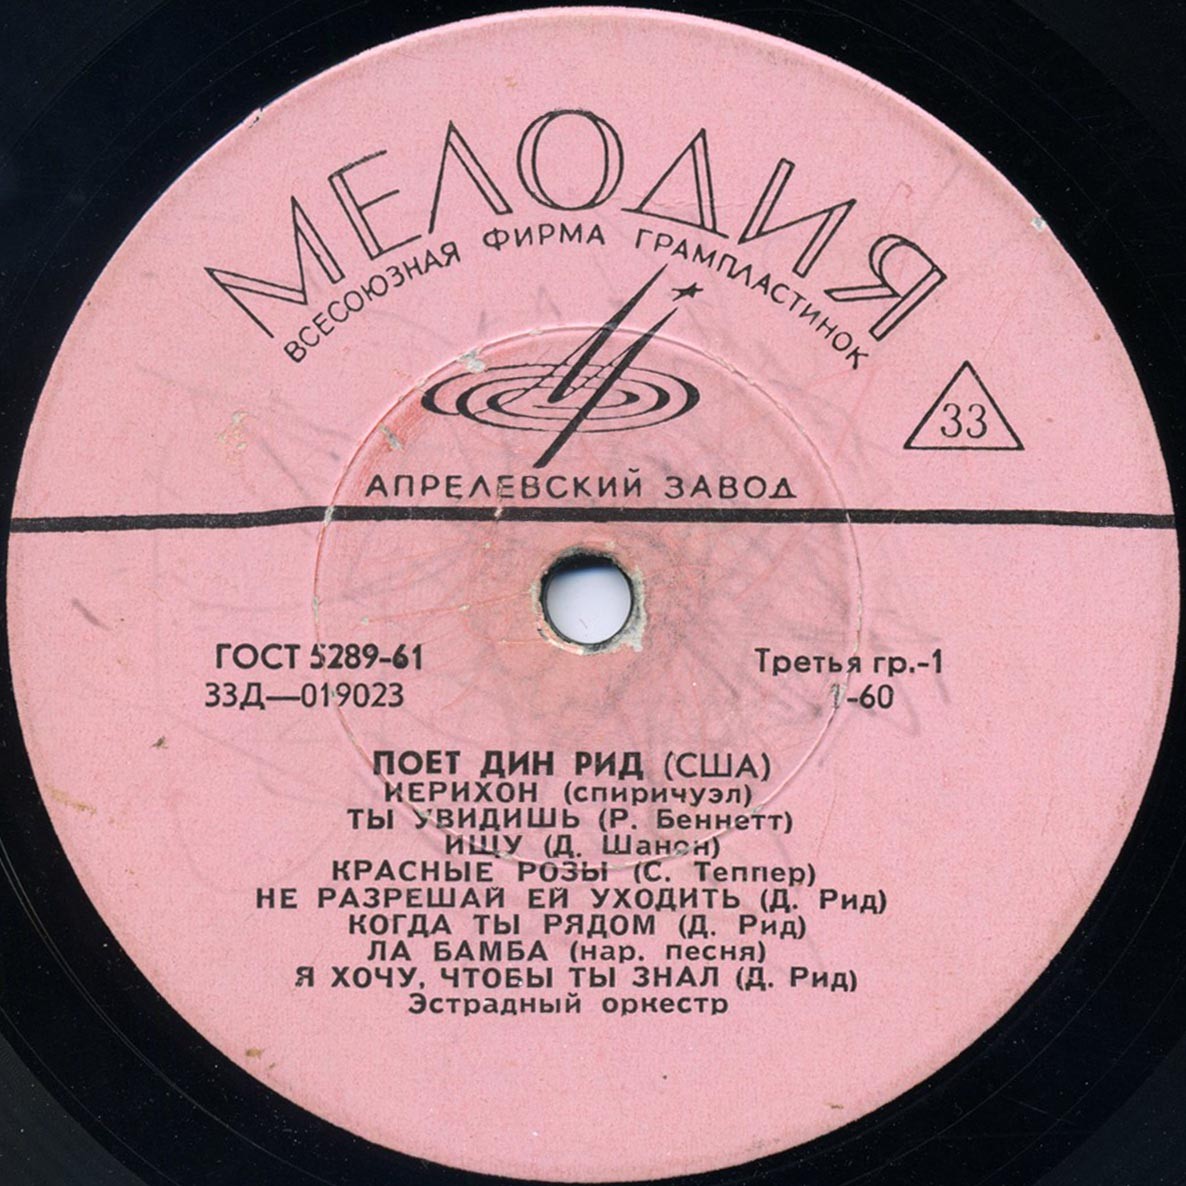 МЕЛОДИЯ
ВСЕСОЮЗНАЯ ФИРМА ГРАМПЛАСТИНОК
33
АПРЕЛЕВСКИЙ ЗАВОД
ГОСТ 5289-61
Третья гр.-1
33Д—019023
1-60
ПОЕТ ДИН РИД (США)
ИЕРИХОН (спиричуэл)
ТЫ УВИДИШЬ (Р. Беннетт)
ИЩУ (Д. Шанон)
КРАСНЫЕ РОЗЫ (С. Теппер)
НЕ РАЗРЕШАЙ ЕЙ УХОДИТЬ (Д. Рид)
КОГДА ТЫ РЯДОМ (Д. Рид)
ЛА БАМБА (нар. песня)
Я ХОЧУ, ЧТОБЫ ТЫ ЗНАЛ (Д. Рид)
Эстрадный оркестр